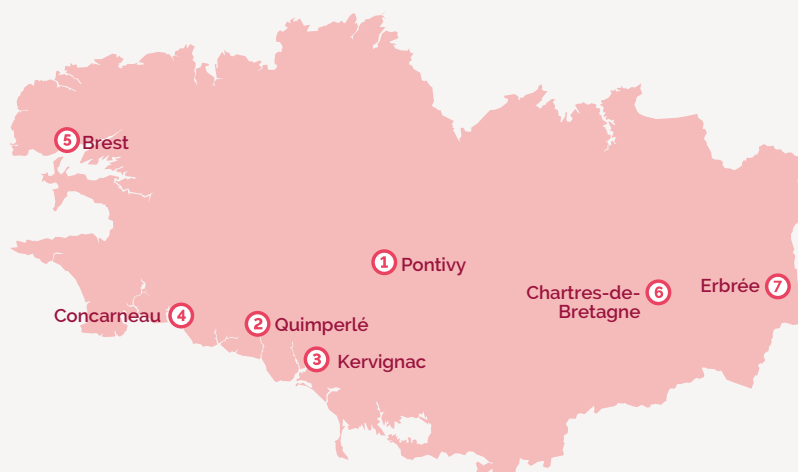 5 Brest
1 Pontivy
Chartres-de-
Bretagne 6
Erbrée 7
Concarneau 4
2 Quimperlé
3 Kervignac